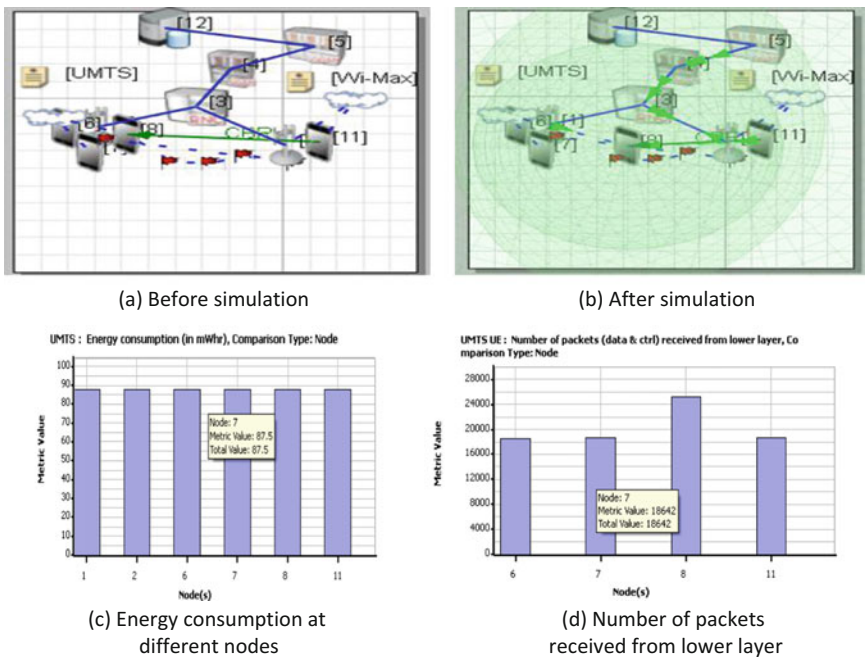 [12]
[5]
[4]
[UMTS]
[Wi-Max]
[3]
[6]
[8]
[11]
[12]
[5]
[UMTS]
[Wi-Max]
[3]
[6] [1]
[7]
[8]
[11]
(a) Before simulation
(b) After simulation
UMTS : Energy consumption (in mWhr), Comparison Type: Node
100
90
80
70
60
50
40
30
20
10
0
Metric Value
Node: 7
Metric Value: 87.5
Total Value: 87.5
1 2 6 7 8 11
Node(s)
UMTS UE : Number of packets (data & ctrl) received from lower layer, Co
mparison Type: Node
28000
24000
20000
16000
12000
8000
4000
0
Metric Value
Node: 7
Metric Value: 18642
Total Value: 18642
6 7 8 11
Node(s)
(c) Energy consumption at
different nodes
(d) Number of packets
received from lower layer